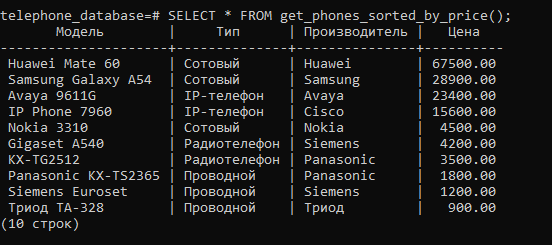 telephone_database=# SELECT * FROM get_phones_sorted_by_price();
Модель | Тип | Производитель | Цена
---------------------+--------------+---------------+----------
Huawei Mate 60 | Сотовый | Huawei | 67500.00
Samsung Galaxy A54 | Сотовый | Samsung | 28900.00
Avaya 9611G | IP-телефон | Avaya | 23400.00
IP Phone 7960 | IP-телефон | Cisco | 15600.00
Nokia 3310 | Сотовый | Nokia | 4500.00
Gigaset A540 | Радиотелефон | Siemens | 4200.00
KX-TG2512 | Радиотелефон | Panasonic | 3500.00
Panasonic KX-TS2365 | Проводной | Panasonic | 1800.00
Siemens Euroset | Проводной | Siemens | 1200.00
Триод ТА-328 | Проводной | Триод | 900.00
(10 строк)